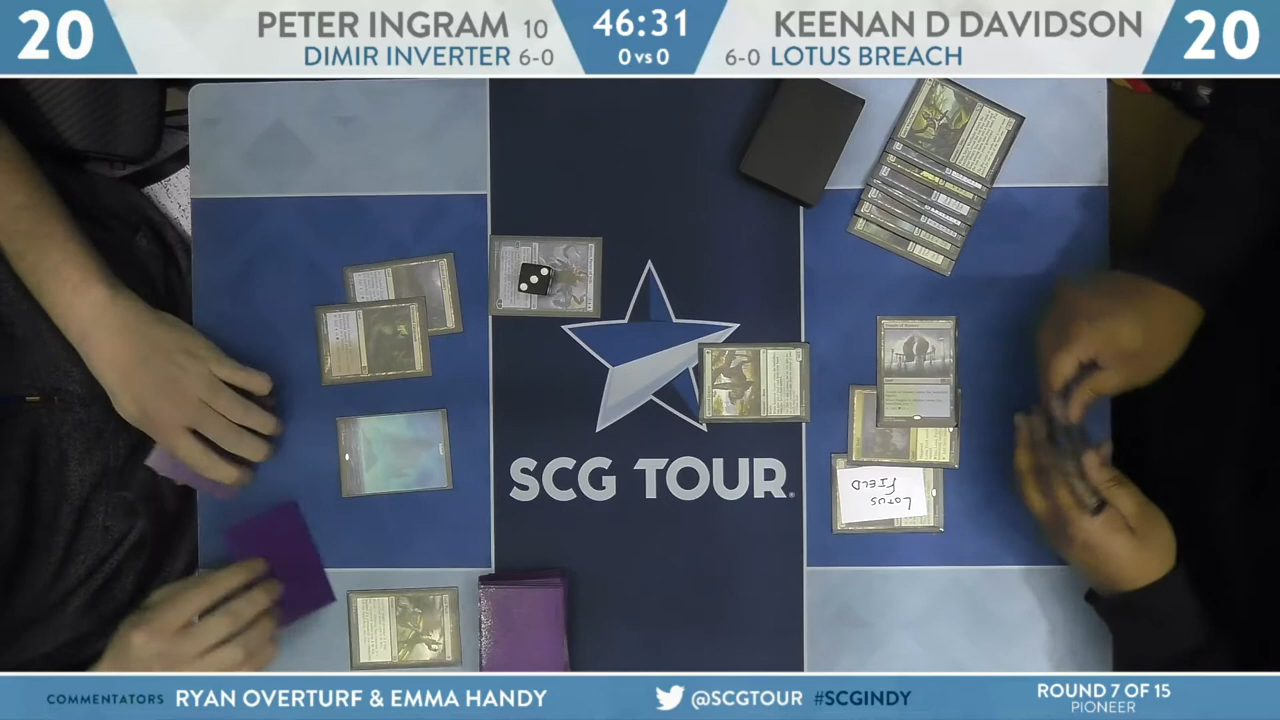 20
PETER INGRAM 10
DIMIR INVERTER 6-0
46:31
0 vs 0
KEENAN D DAVIDSON
6-0 LOTUS BREACH
20
LOTUS
FIELD
SCG TOUR
COMMENTATORS RYAN OVERTURF & EMMA HANDY
@SCGTOUR #SCGINDY
ROUND 7 OF 15
PIONEER